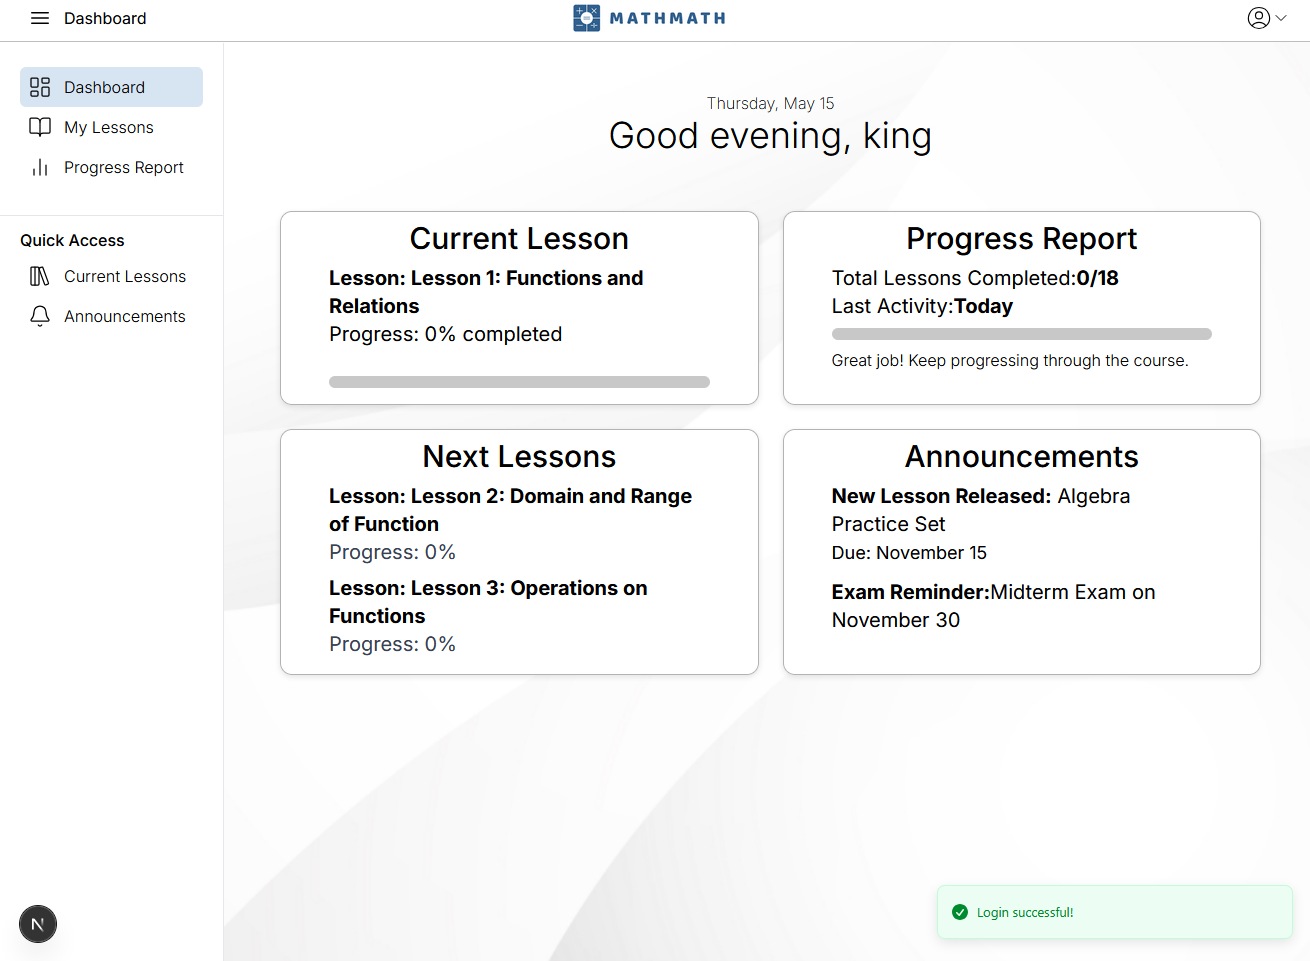 Dashboard
MATHMATH
Dashboard
My Lessons
Progress Report
Quick Access
Current Lessons
Announcements
Thursday, May 15
Good evening, king
Current Lesson
Lesson: Lesson 1: Functions and
Relations
Progress: 0% completed
Progress Report
Total Lessons Completed:0/18
Last Activity:Today
Great job! Keep progressing through the course.
Next Lessons
Lesson: Lesson 2: Domain and Range
of Function
Progress: 0%
Lesson: Lesson 3: Operations on
Functions
Progress: 0%
Announcements
New Lesson Released: Algebra
Practice Set
Due: November 15
Exam Reminder:Midterm Exam on
November 30
N
Login successful!